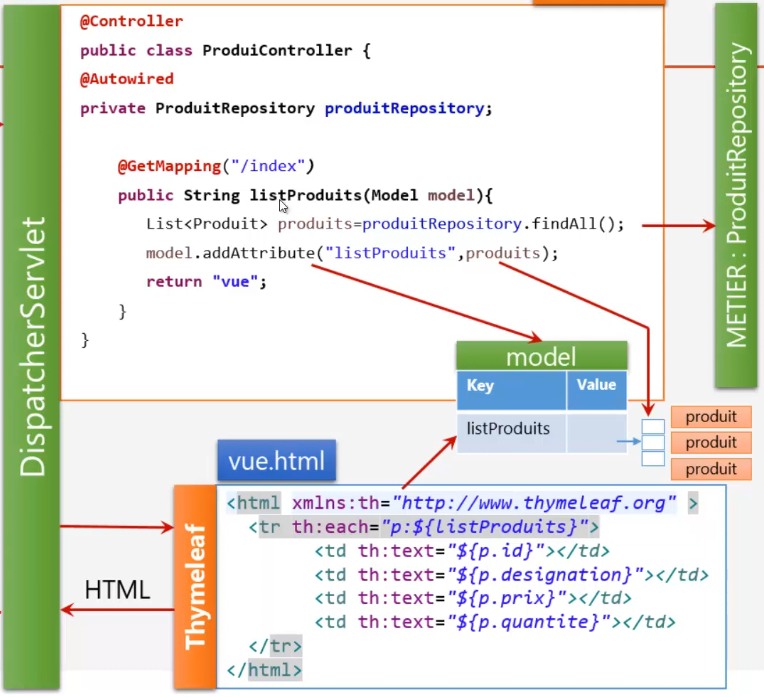 DispatcherServlet
@Controller
public class ProduiController {
@Autowired
private ProduitRepository produitRepository;
@GetMapping("/index")
public String listProduits(Model model){
List<Produit> produits=produitRepository.findAll();
model.addAttribute("listProduits",produits);
return "vue";
}
}
METIER : ProduitRepository
model
Key Value
listProduits
produit
produit
produit
vue.html
Thymeleaf
HTML
<html xmlns:th="http://www.thymeleaf.org" >
<tr th:each="p:${listProduits}">
<td th:text="${p.id}"></td>
<td th:text="${p.designation}"></td>
<td th:text="${p.prix}"></td>
<td th:text="${p.quantite}"></td>
</tr>
</html>